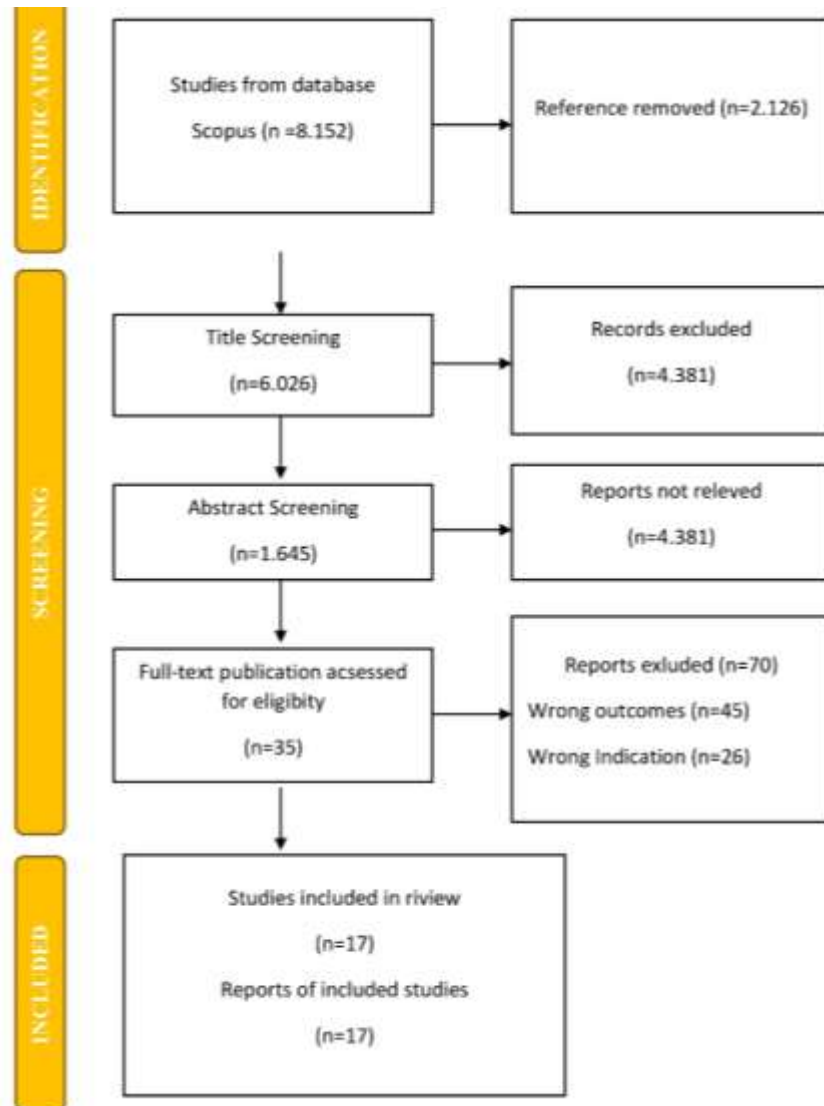 IDENTIFICATION
Studies from database
Scopus (n =8.152)
Reference removed (n=2.126)
SCREENING
Title Screening
(n=6.026)
Records excluded
(n=4.381)
Abstract Screening
(n=1.645)
Reports not releved
(n=4.381)
Full-text publication acsessed
for eligibity
(n=35)
Reports exluded (n=70)
Wrong outcomes (n=45)
Wrong Indication (n=26)
INCLUDED
Studies included in riview
(n=17)
Reports of included studies
(n=17)